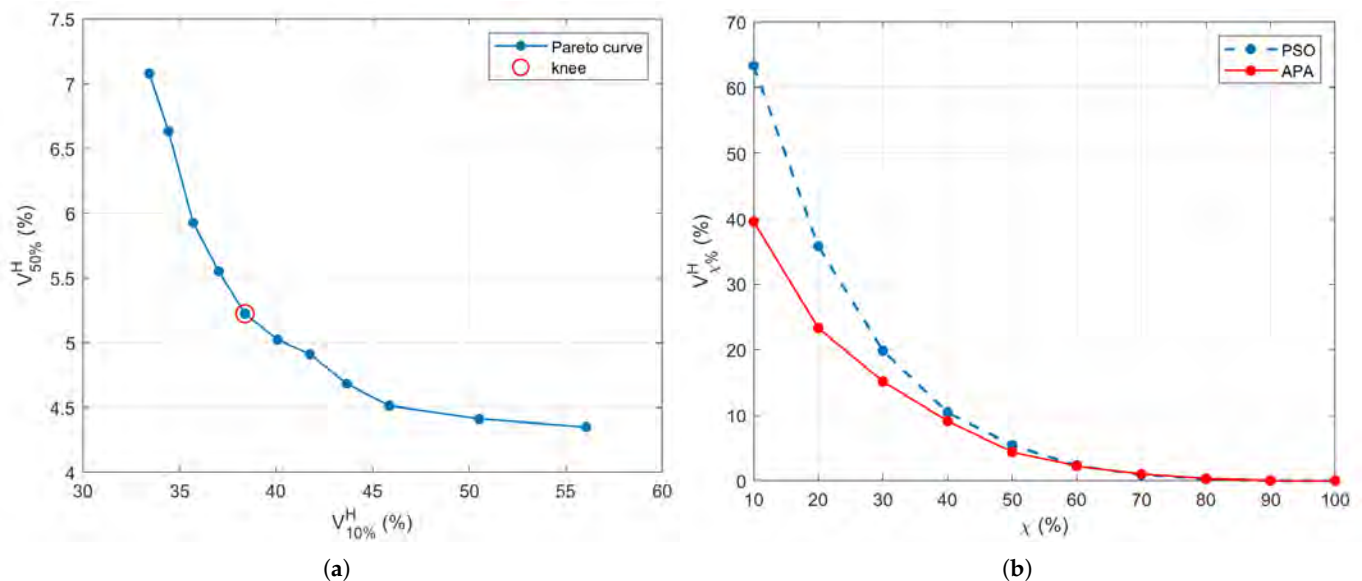 7.5
7
6.5
6
5.5
5
4.5
4
30 35 40 45 50 55 60
V^H_50% (%)
V^H_10% (%)
Pareto curve
knee
(a)
70
60
50
40
30
20
10
0
10 20 30 40 50 60 70 80 90 100
V^H_χ% (%)
χ (%)
PSO
APA
(b)